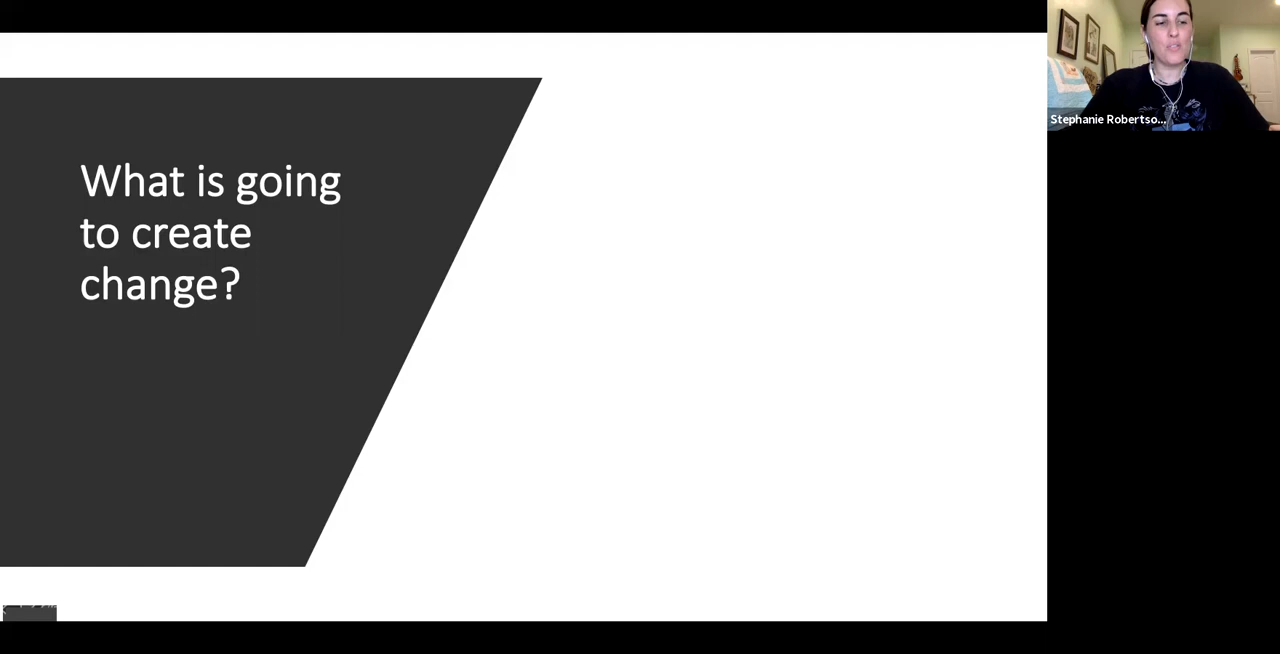 What is going
to create
change?
Stephanie Robertso...